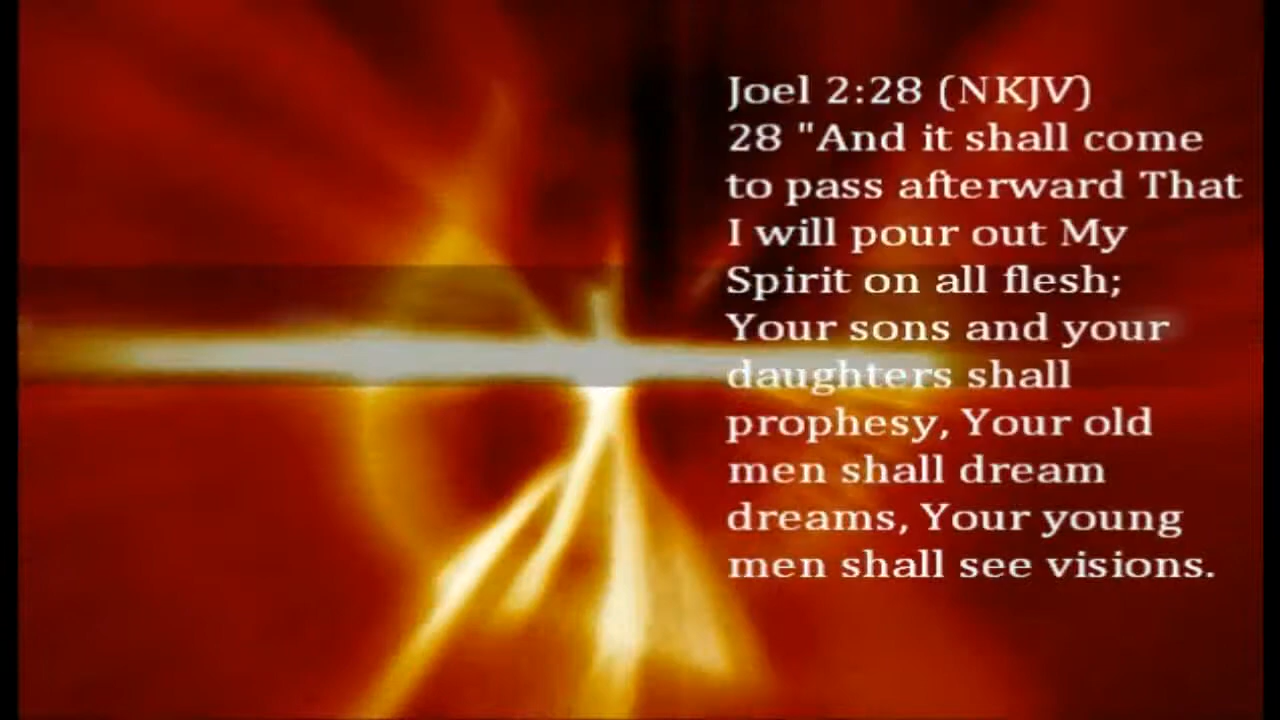 Joel 2:28 (NKJV)
28 "And it shall come
to pass afterward That
I will pour out My
Spirit on all flesh;
Your sons and your
daughters shall
prophesy, Your old
men shall dream
dreams, Your young
men shall see visions.